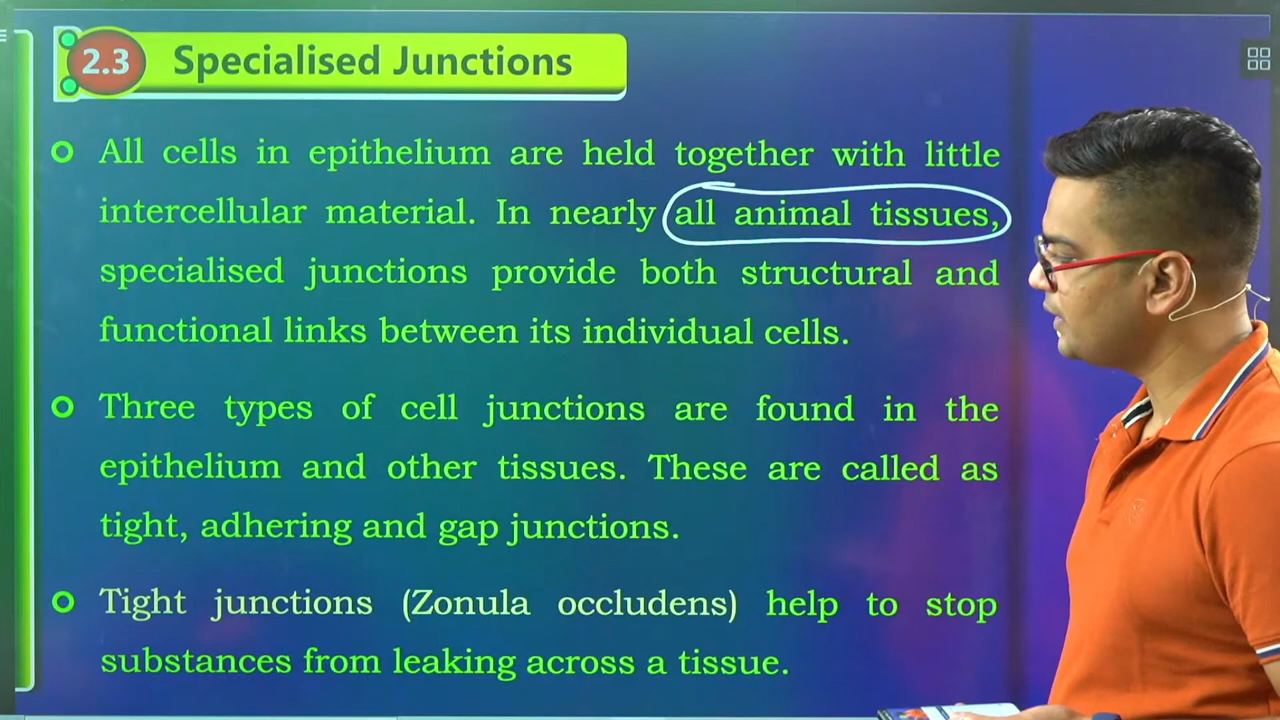 2.3 Specialised Junctions
All cells in epithelium are held together with little
intercellular material. In nearly all animal tissues,
specialised junctions provide both structural and
functional links between its individual cells.
Three types of cell junctions are found in the
epithelium and other tissues. These are called as
tight, adhering and gap junctions.
Tight junctions (Zonula occludens) help to stop
substances from leaking across a tissue.